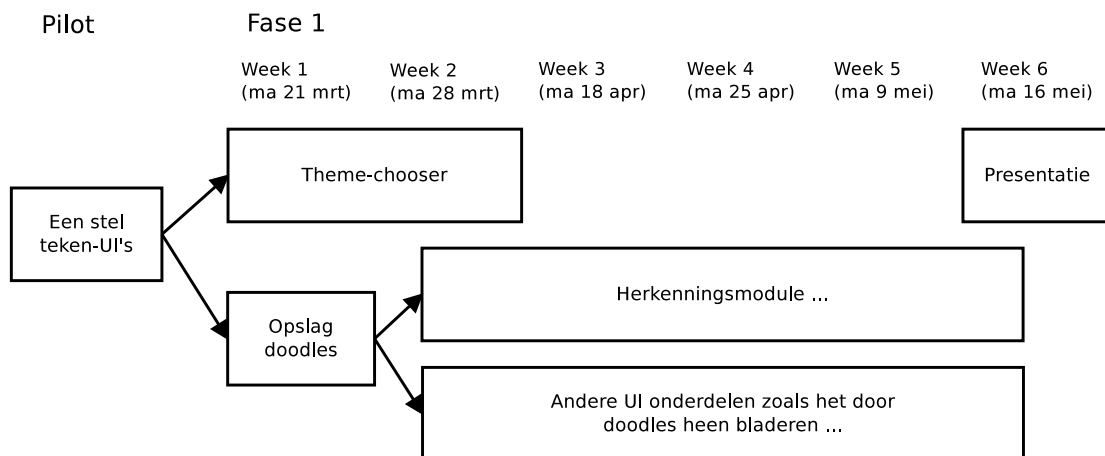 Pilot
Fase 1
Week 1
(ma 21 mrt)
Week 2
(ma 28 mrt)
Week 3
(ma 18 apr)
Week 4
(ma 25 apr)
Week 5
(ma 9 mei)
Week 6
(ma 16 mei)
Theme-chooser
Presentatie
Een stel
teken-UI's
Herkenningsmodule ...
Opslag
doodles
Andere UI onderdelen zoals het door
doodles heen bladeren ...